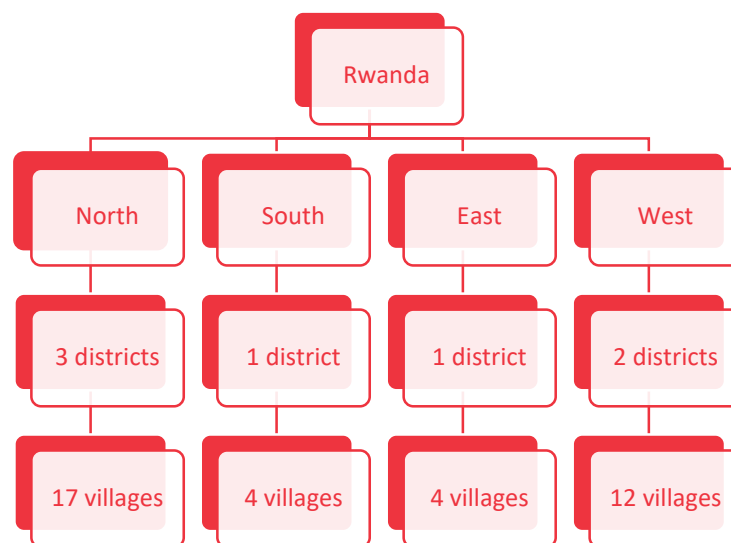 Rwanda
North
South
East
West
3 districts
1 district
1 district
2 districts
17 villages
4 villages
4 villages
12 villages